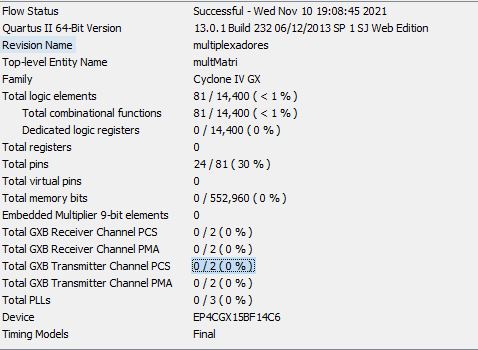 Flow Status Successful - Wed Nov 10 19:08:45 2021
Quartus II 64-Bit Version 13.0.1 Build 232 06/12/2013 SP 1 SJ Web Edition
Revision Name multiplexadores
Top-level Entity Name multMatri
Family Cyclone IV GX
Total logic elements 81 / 14,400 ( < 1 % )
Total combinational functions 81 / 14,400 ( < 1 % )
Dedicated logic registers 0 / 14,400 ( 0 % )
Total registers 0
Total pins 24 / 81 ( 30 % )
Total virtual pins 0
Total memory bits 0 / 552,960 ( 0 % )
Embedded Multiplier 9-bit elements 0
Total GXB Receiver Channel PCS 0 / 2 ( 0 % )
Total GXB Receiver Channel PMA 0 / 2 ( 0 % )
Total GXB Transmitter Channel PCS 0 / 2 ( 0 % )
Total GXB Transmitter Channel PMA 0 / 2 ( 0 % )
Total PLLs 0 / 3 ( 0 % )
Device EP4CGX15BF14C6
Timing Models Final